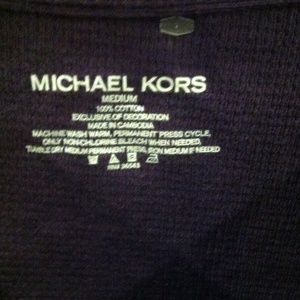 MICHAEL KORS
MEDIUM
100% COTTON
EXCLUSIVE OF DECORATION
MADE IN CAMBODIA
MACHINE WASH WARM, PERMANENT PRESS CYCLE,
ONLY NON-CHLORINE BLEACH WHEN NEEDED,
TUMBLE DRY MEDIUM PERMANENT PRESS, IRON MEDIUM IF NEEDED